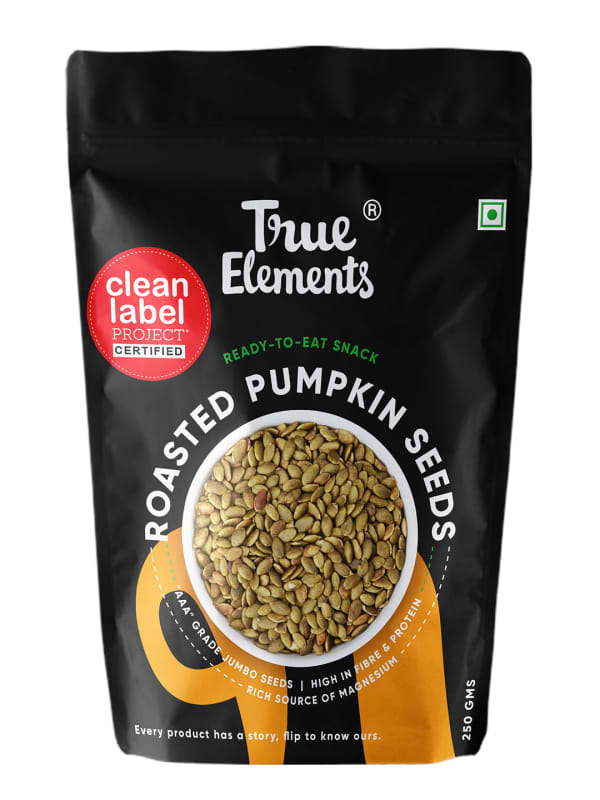 True ®
Elements
clean
label
PROJECT®
CERTIFIED
READY-TO-EAT SNACK
ROASTED PUMPKIN SEEDS
AAA+ GRADE JUMBO SEEDS | HIGH IN FIBRE & PROTEIN
RICH SOURCE OF MAGNESIUM
Every product has a story, flip to know ours.
250 GMS